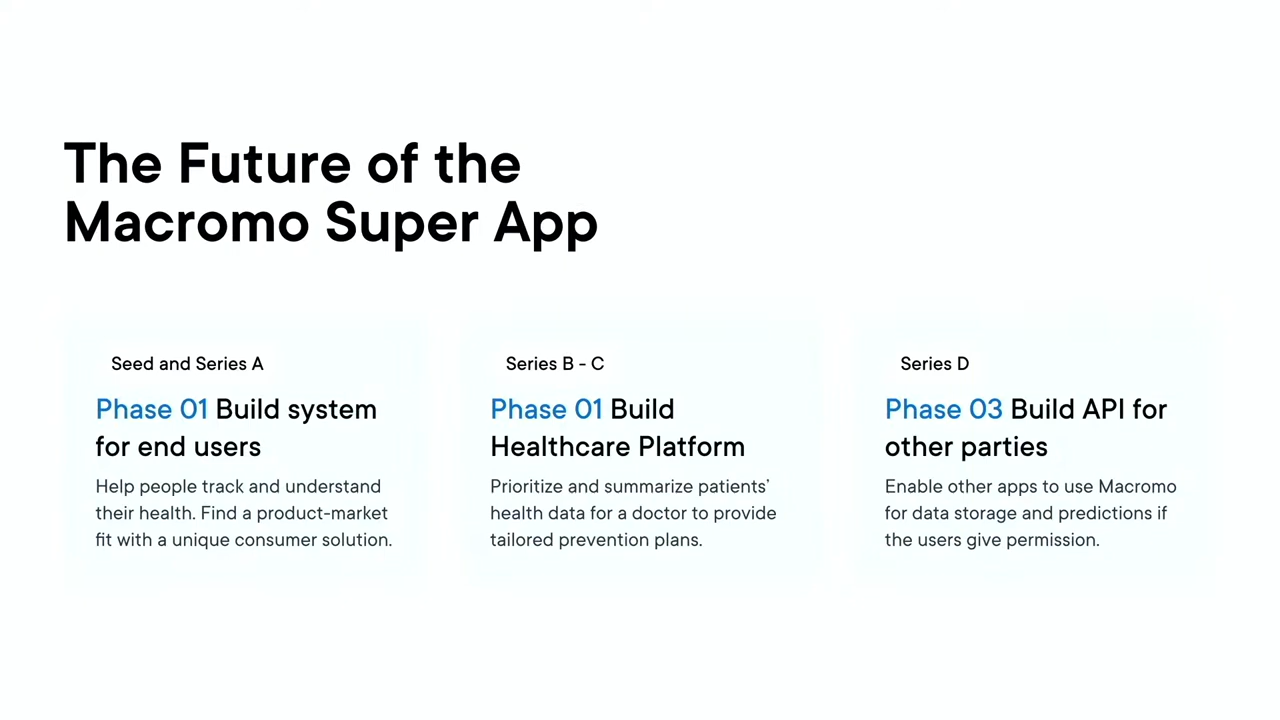 The Future of the
Macromo Super App
Seed and Series A
Phase 01 Build system
for end users
Help people track and understand
their health. Find a product-market
fit with a unique consumer solution.
Series B - C
Phase 01 Build
Healthcare Platform
Prioritize and summarize patients’
health data for a doctor to provide
tailored prevention plans.
Series D
Phase 03 Build API for
other parties
Enable other apps to use Macromo
for data storage and predictions if
the users give permission.